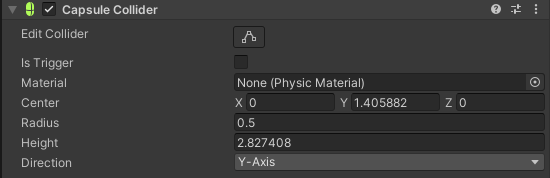 Capsule Collider
Edit Collider
Is Trigger
Material None (Physic Material)
Center X 0 Y 1.405882 Z 0
Radius 0.5
Height 2.827408
Direction Y-Axis